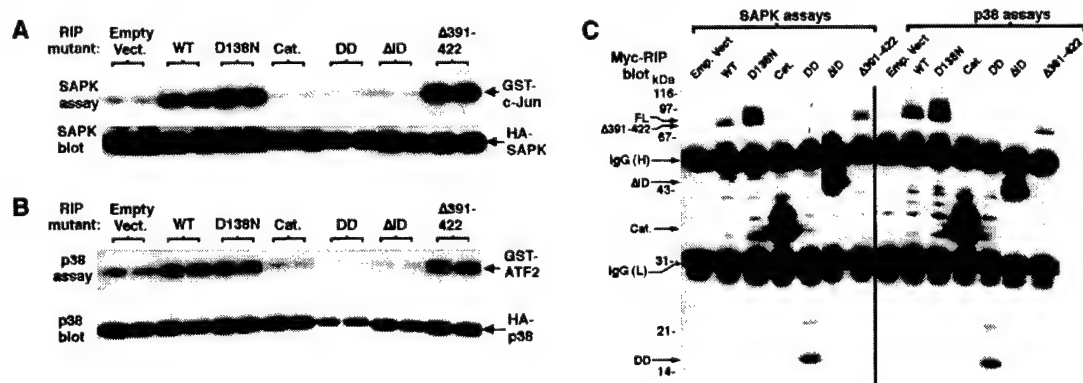 A
RIP mutant: Empty Vect. WT D138N Cat. DD ΔID Δ391-422
SAPK assay GST-c-Jun
SAPK blot HA-SAPK
B
RIP mutant: Empty Vect. WT D138N Cat. DD ΔID Δ391-422
p38 assay GST-ATF2
p38 blot HA-p38
C
SAPK assays p38 assays
Myc-RIP blot
Emp. Vect WT D138N Cat. DD ΔID Δ391-422 Emp. Vect WT D138N Cat. DD ΔID Δ391-422
kDa
116-
97-
FL
Δ391-422
67-
IgG (H)
ΔID
43-
Cat.
31-
IgG (L)
21-
DD
14-